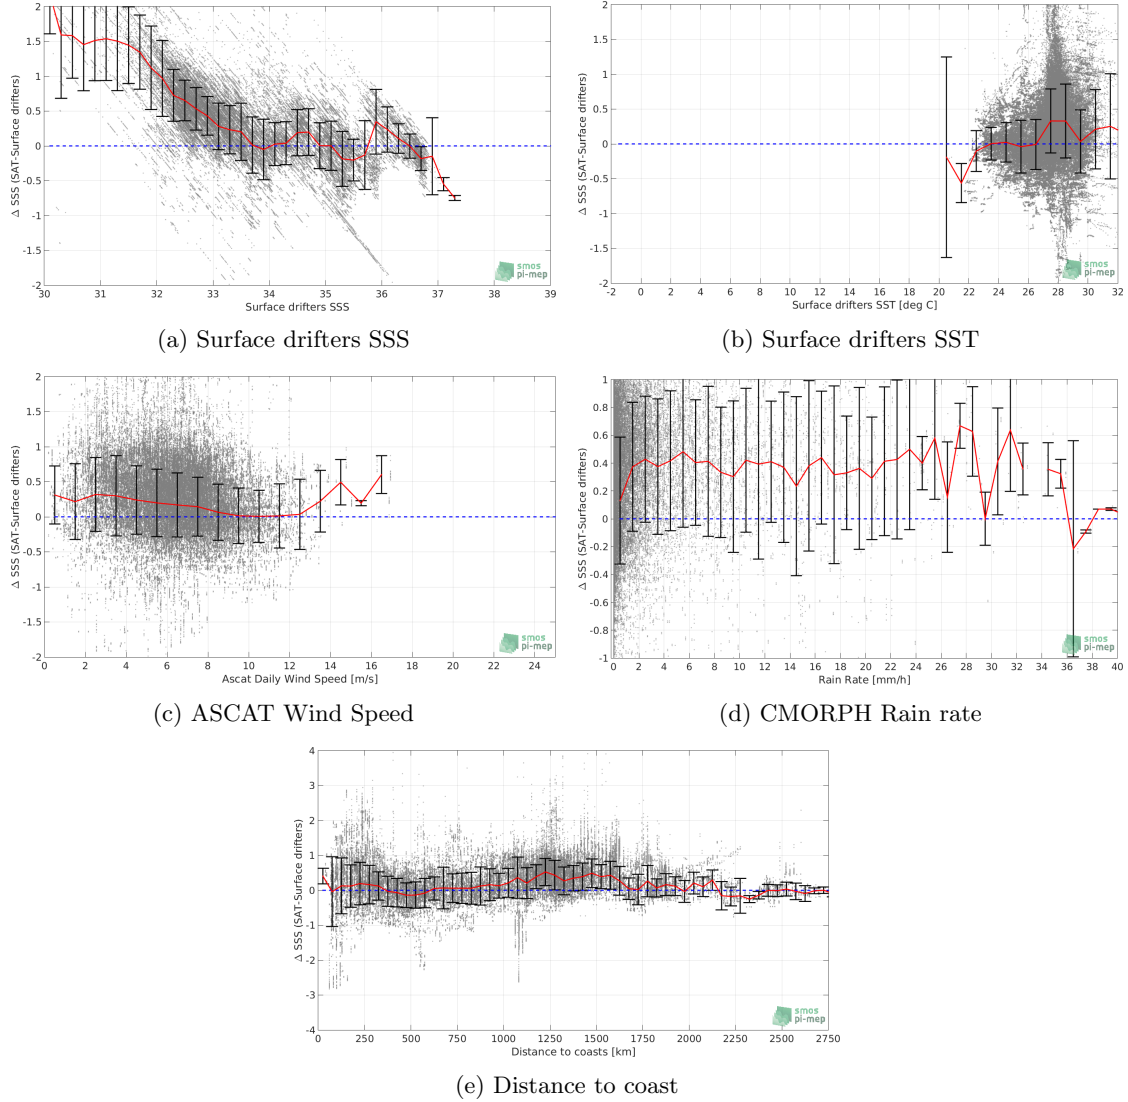 2
1.5
1
0.5
0
-0.5
-1
-1.5
-2
Δ SSS (SAT-Surface drifters)
30 31 32 33 34 35 36 37 38 39
Surface drifters SSS
smos
pi-mep
(a) Surface drifters SSS
2
1.5
1
0.5
0
-0.5
-1
-1.5
-2
Δ SSS (SAT-Surface drifters)
-2 0 2 4 6 8 10 12 14 16 18 20 22 24 26 28 30 32
Surface drifters SST [deg C]
smos
pi-mep
(b) Surface drifters SST
2
1.5
1
0.5
0
-0.5
-1
-1.5
-2
Δ SSS (SAT-Surface drifters)
0 2 4 6 8 10 12 14 16 18 20 22 24
Ascat Daily Wind Speed [m/s]
smos
pi-mep
(c) ASCAT Wind Speed
1
0.8
0.6
0.4
0.2
0
-0.2
-0.4
-0.6
-0.8
-1
Δ SSS (SAT-Surface drifters)
0 2 4 6 8 10 12 14 16 18 20 22 24 26 28 30 32 34 36 38 40
Rain Rate [mm/h]
smos
pi-mep
(d) CMORPH Rain rate
4
3
2
1
0
-1
-2
-3
-4
Δ SSS (SAT-Surface drifters)
0 250 500 750 1000 1250 1500 1750 2000 2250 2500 2750
Distance to coasts [km]
smos
pi-mep
(e) Distance to coast